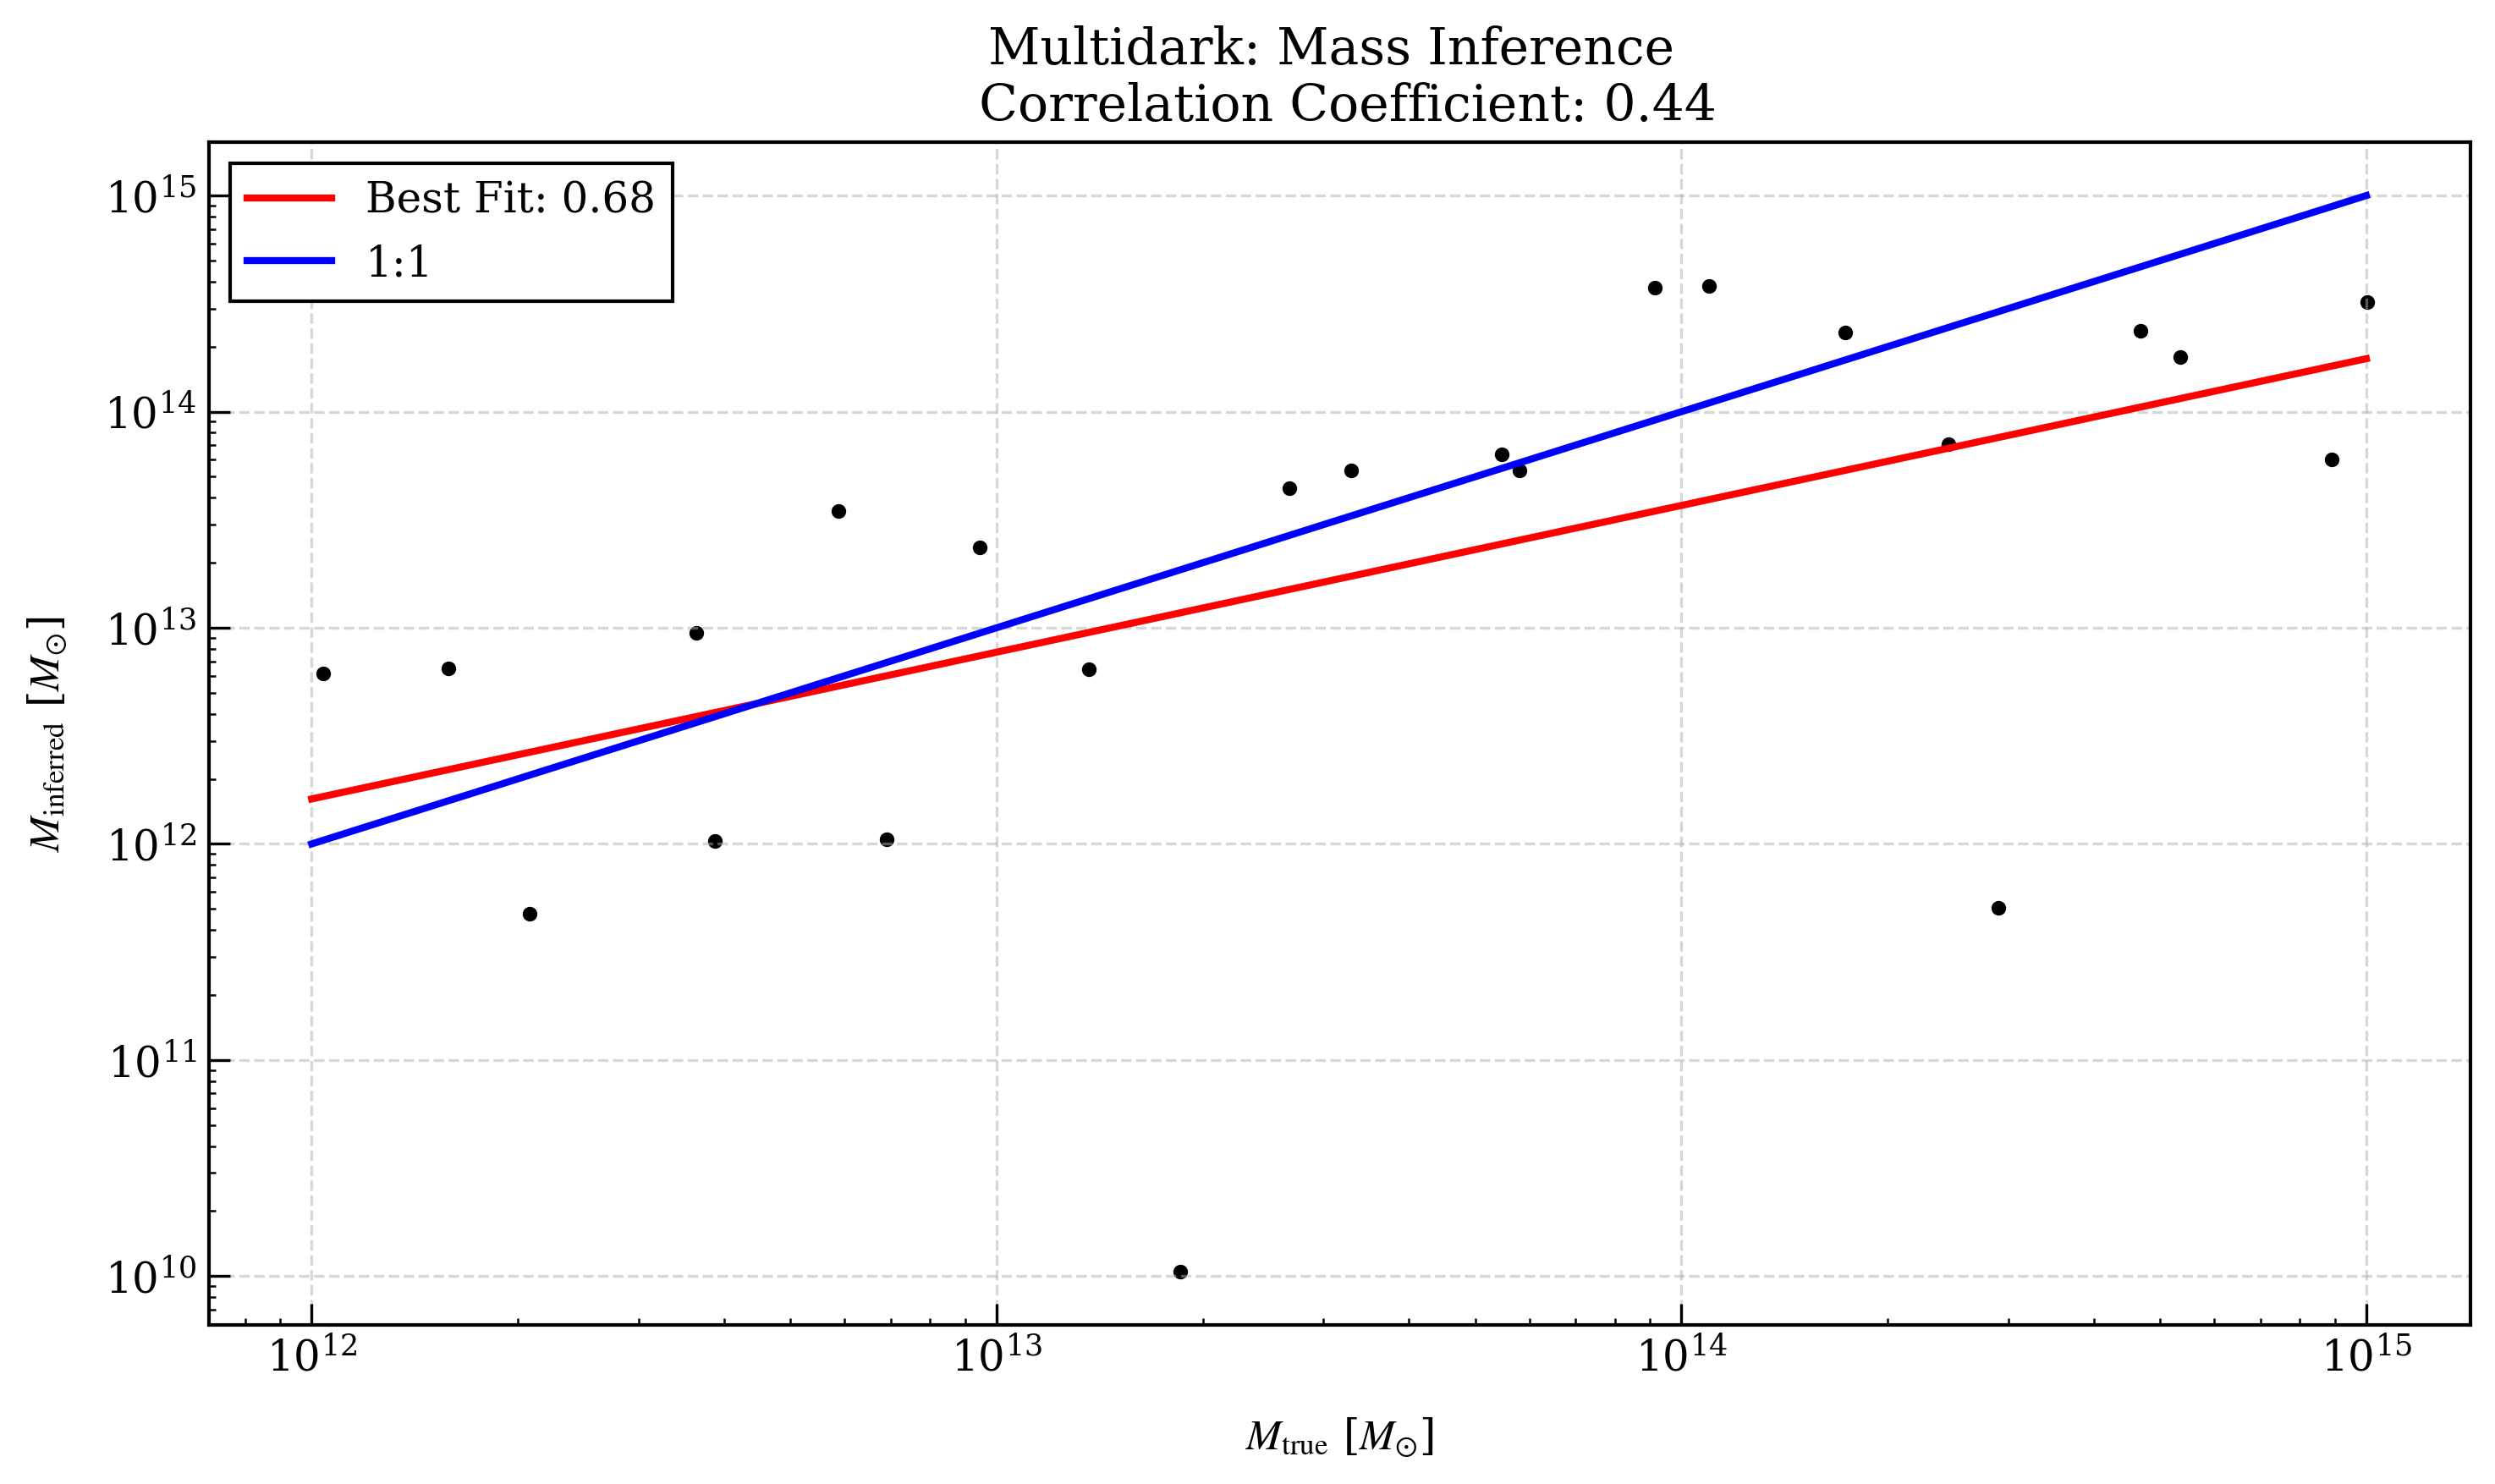 Multidark: Mass Inference
Correlation Coefficient: 0.44
Best Fit: 0.68
1:1
10^15
10^14
10^13
10^12
10^11
10^10
M_inferred [M_⊙]
10^12 10^13 10^14 10^15
M_true [M_⊙]